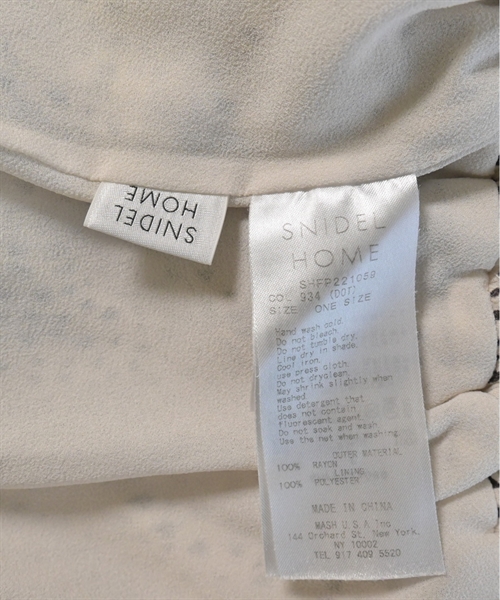 SNIDEL
HOME
SNIDEL
HOME
SHFP221059
COL 934 (DOT)
SIZE ONE SIZE
Hand wash cold.
Do not bleach.
Do not tumble dry.
Line dry in shade.
Cool iron.
use press cloth.
Do not dryclean.
May shrink slightly when
washed.
Use detergent that
does not contain
fluorescent agent.
Do not soak and wash.
Use the net when washing.
OUTER MATERIAL
100% RAYON
LINING
100% POLYESTER
MADE IN CHINA
MASH U.S.A Inc
144 Orchard St, New York.
NY 10002
TEL 917 409 5520